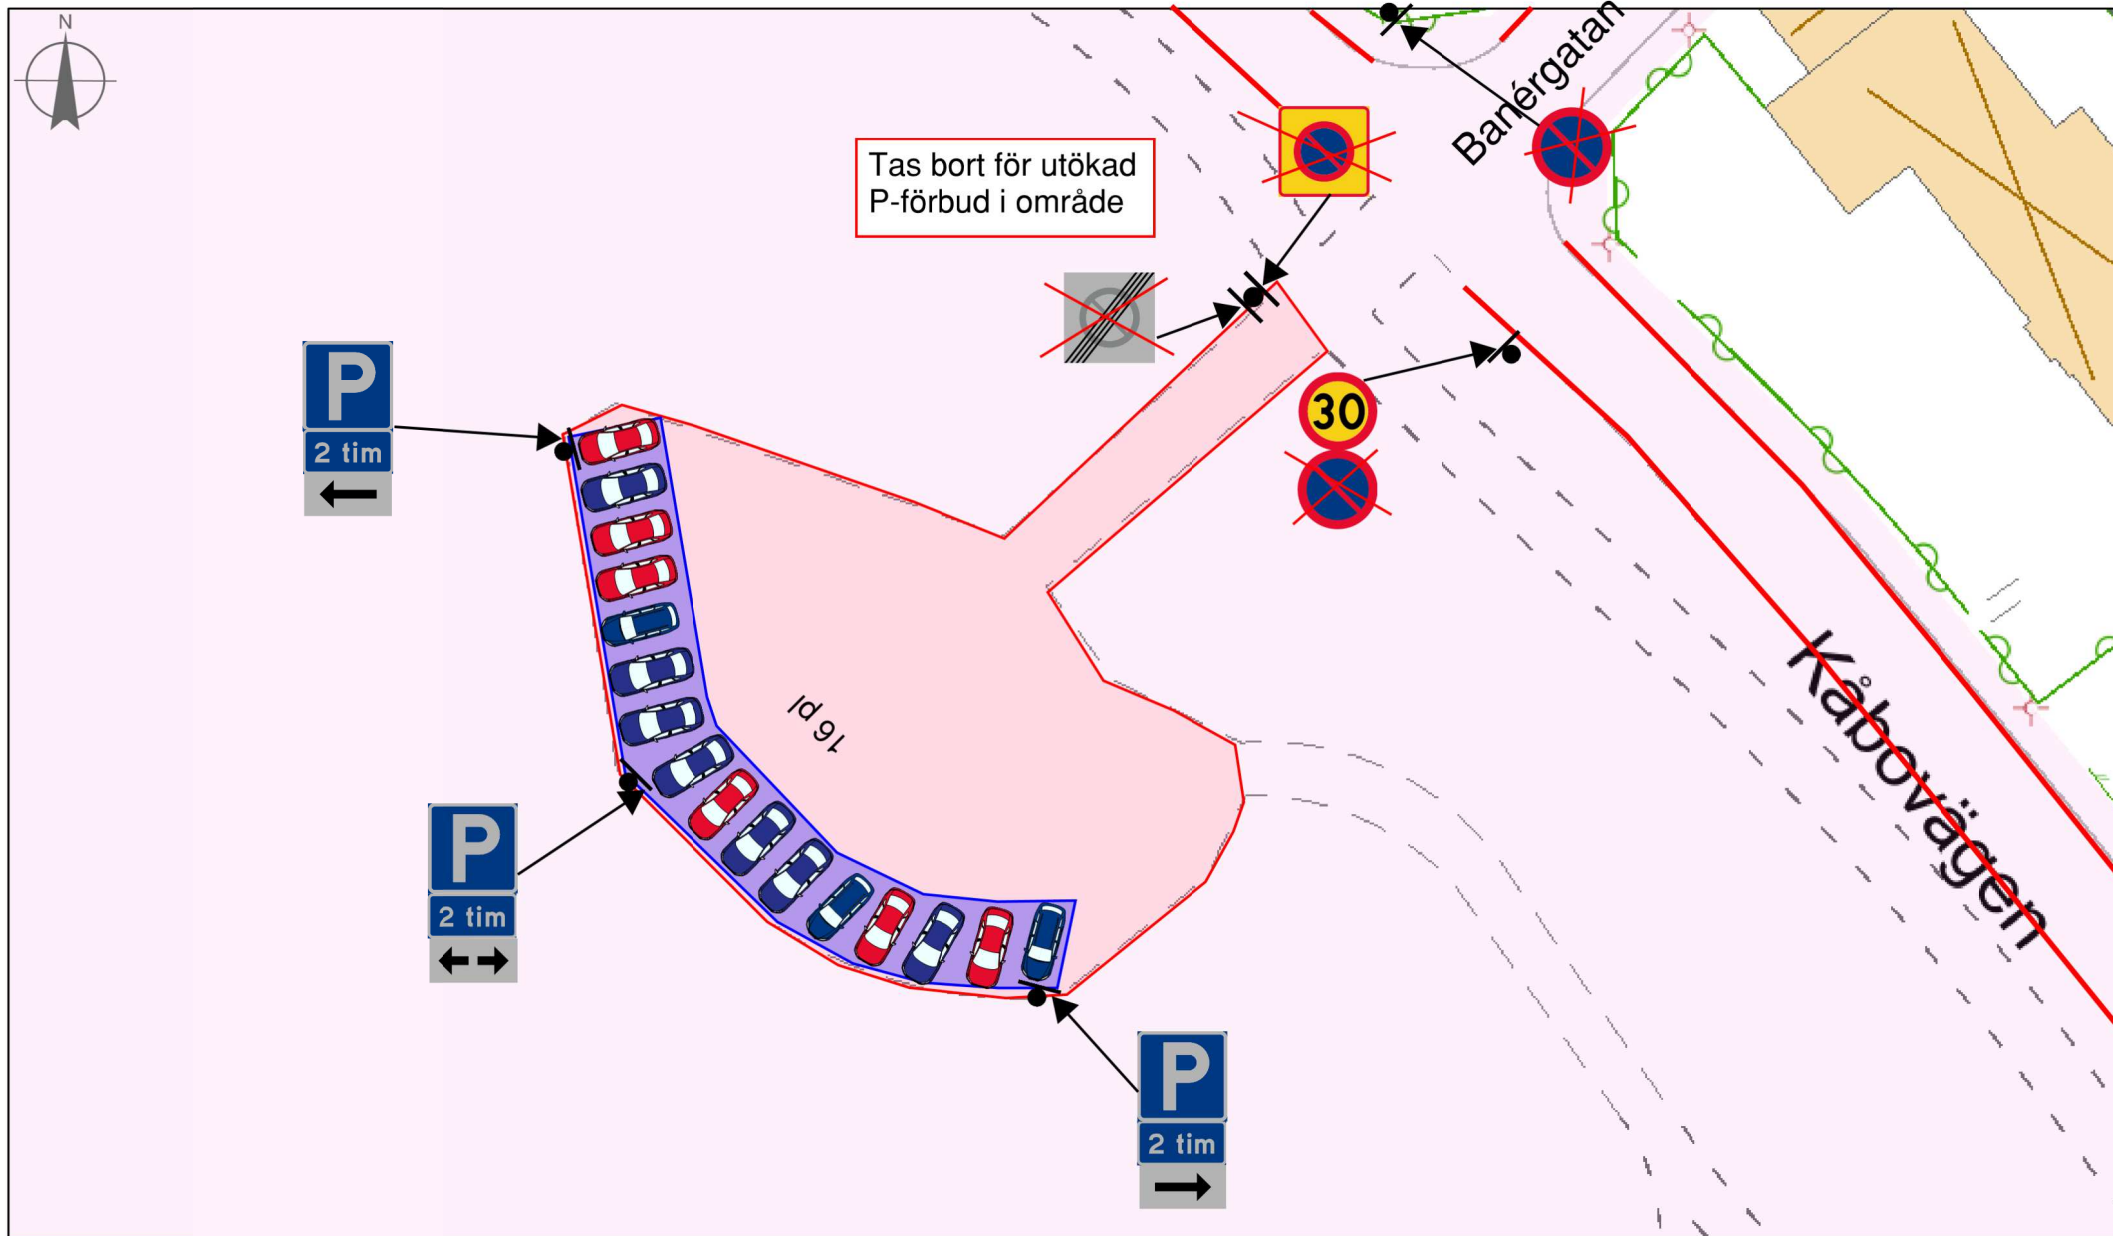 N
Banérgatan
Tas bort för utökad
P-förbud i område
P
2 tim
30
16 pl
Kåbovägen
P
2 tim
P
2 tim